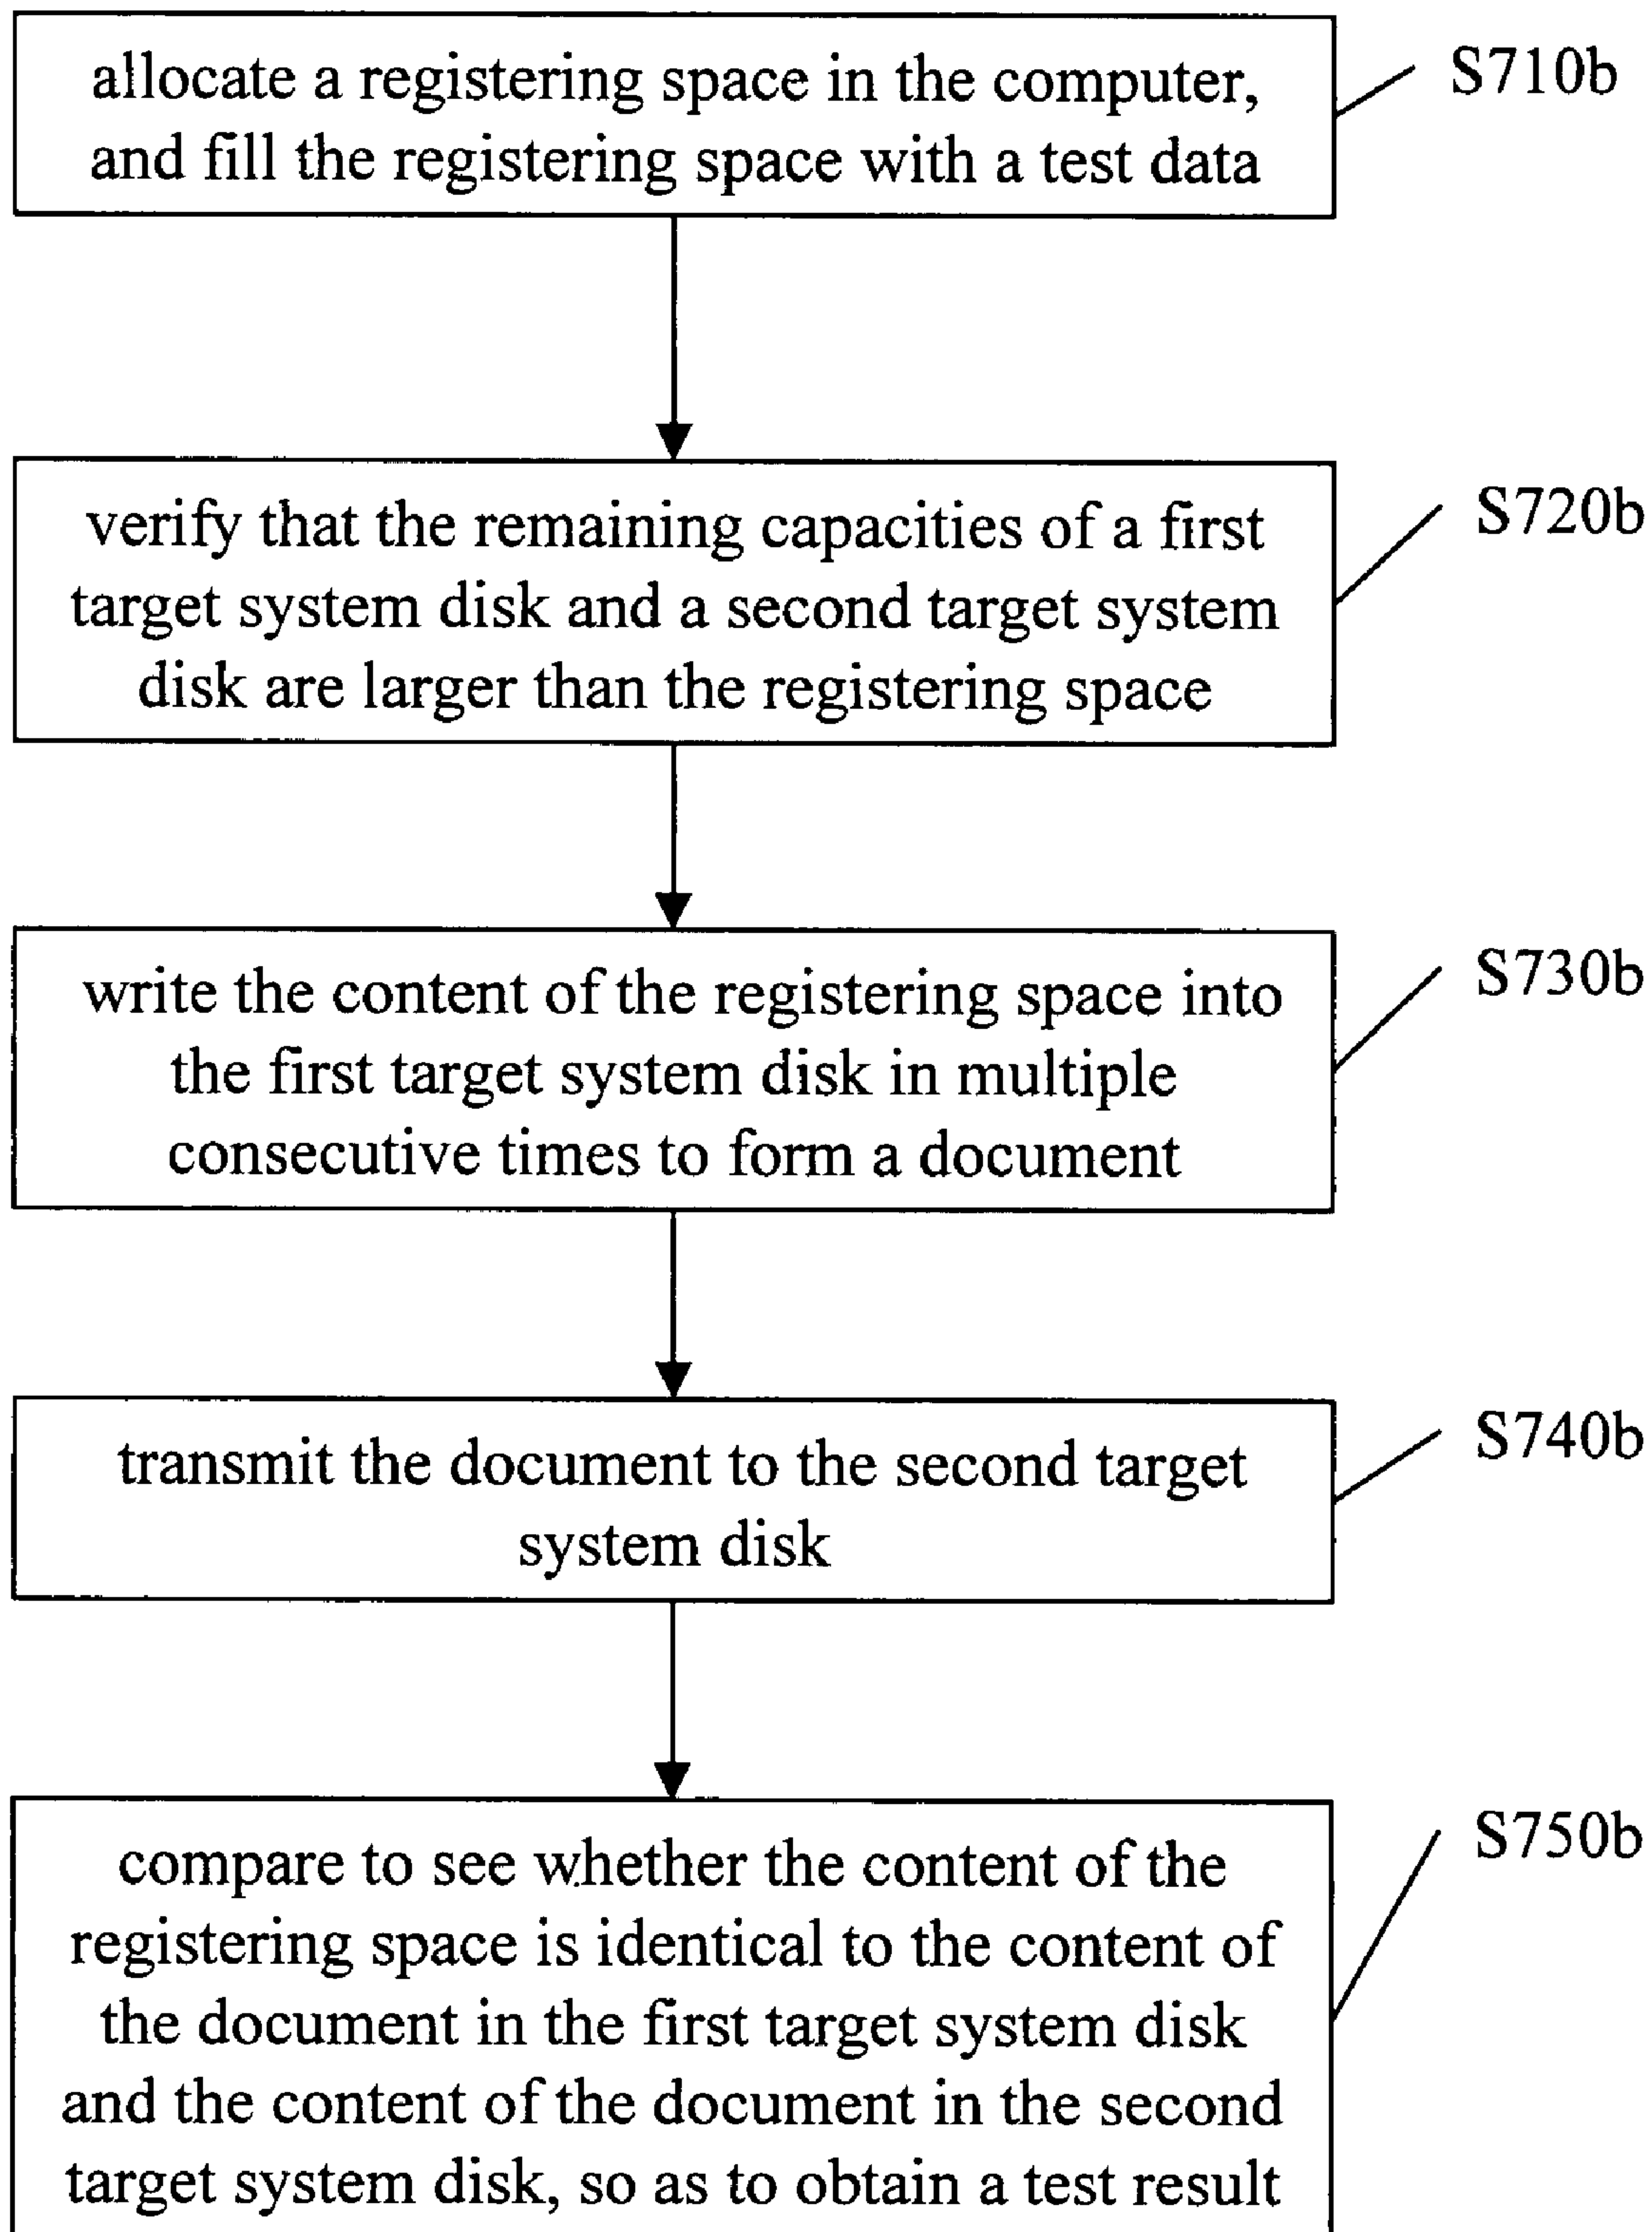 allocate a registering space in the computer,
and fill the registering space with a test data
S710b
verify that the remaining capacities of a first
target system disk and a second target system
disk are larger than the registering space
S720b
write the content of the registering space into
the first target system disk in multiple
consecutive times to form a document
S730b
transmit the document to the second target
system disk
S740b
compare to see whether the content of the
registering space is identical to the content of
the document in the first target system disk
and the content of the document in the second
target system disk, so as to obtain a test result
S750b